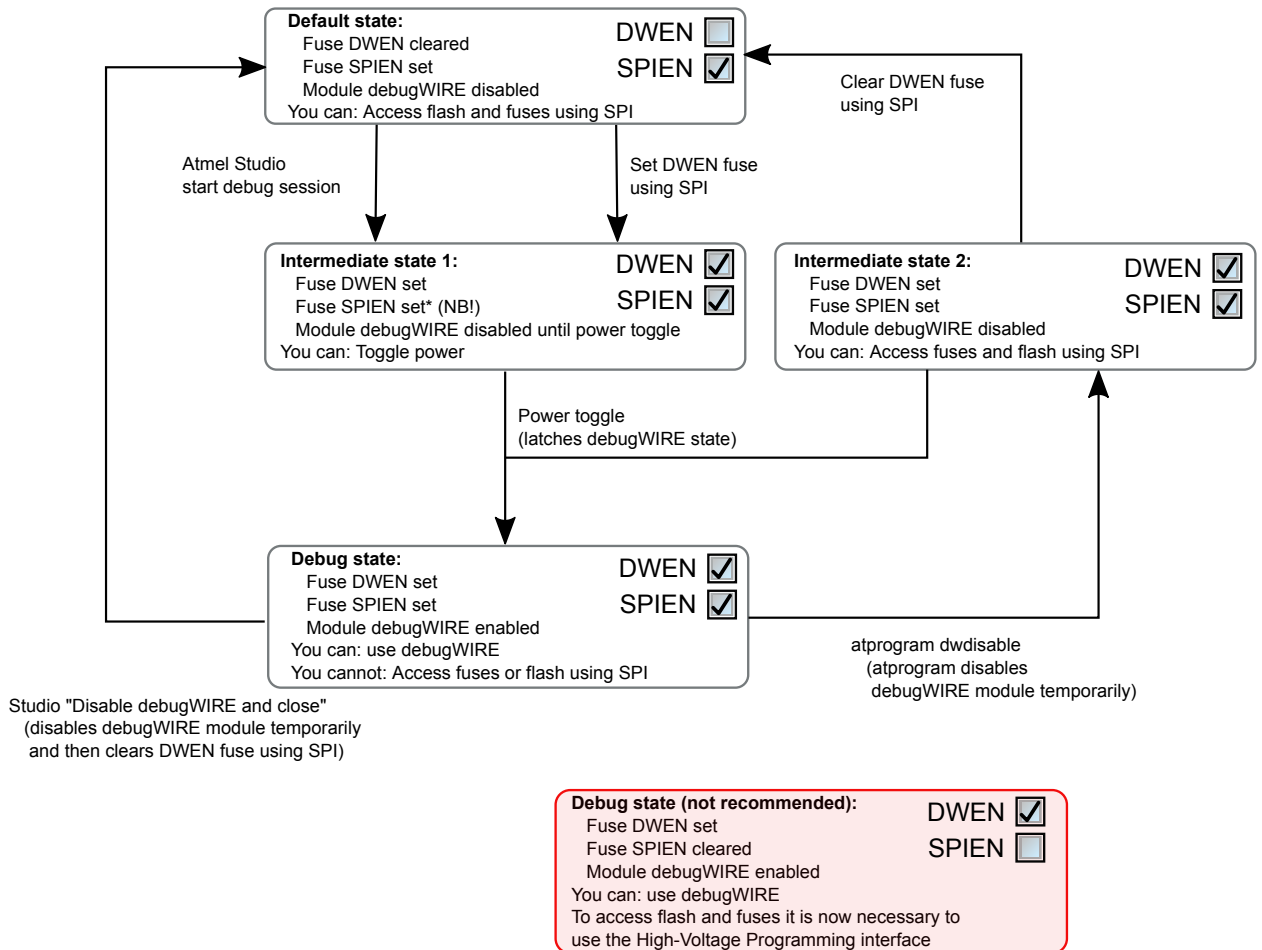 Default state:
Fuse DWEN cleared
Fuse SPIEN set
Module debugWIRE disabled
You can: Access flash and fuses using SPI
DWEN
SPIEN
Clear DWEN fuse
using SPI
Atmel Studio
start debug session
Set DWEN fuse
using SPI
Intermediate state 1:
Fuse DWEN set
Fuse SPIEN set* (NB!)
Module debugWIRE disabled until power toggle
You can: Toggle power
DWEN
SPIEN
Intermediate state 2:
Fuse DWEN set
Fuse SPIEN set
Module debugWIRE disabled
You can: Access fuses and flash using SPI
DWEN
SPIEN
Power toggle
(latches debugWIRE state)
Debug state:
Fuse DWEN set
Fuse SPIEN set
Module debugWIRE enabled
You can: use debugWIRE
You cannot: Access fuses or flash using SPI
DWEN
SPIEN
atprogram dwdisable
(atprogram disables
debugWIRE module temporarily)
Studio "Disable debugWIRE and close"
(disables debugWIRE module temporarily
and then clears DWEN fuse using SPI)
Debug state (not recommended):
Fuse DWEN set
Fuse SPIEN cleared
Module debugWIRE enabled
You can: use debugWIRE
To access flash and fuses it is now necessary to
use the High-Voltage Programming interface
DWEN
SPIEN